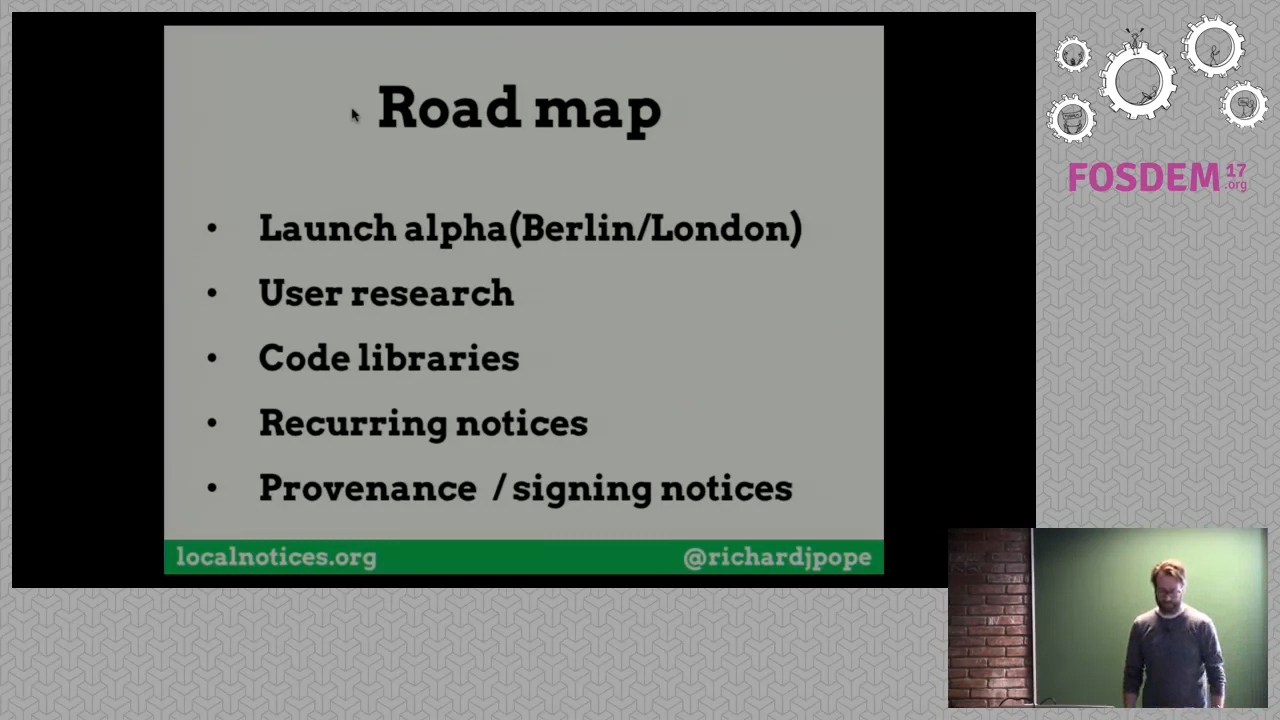 Road map
• Launch alpha(Berlin/London)
• User research
• Code libraries
• Recurring notices
• Provenance / signing notices
localnotices.org
@richardjpope
FOSDEM 17 .org